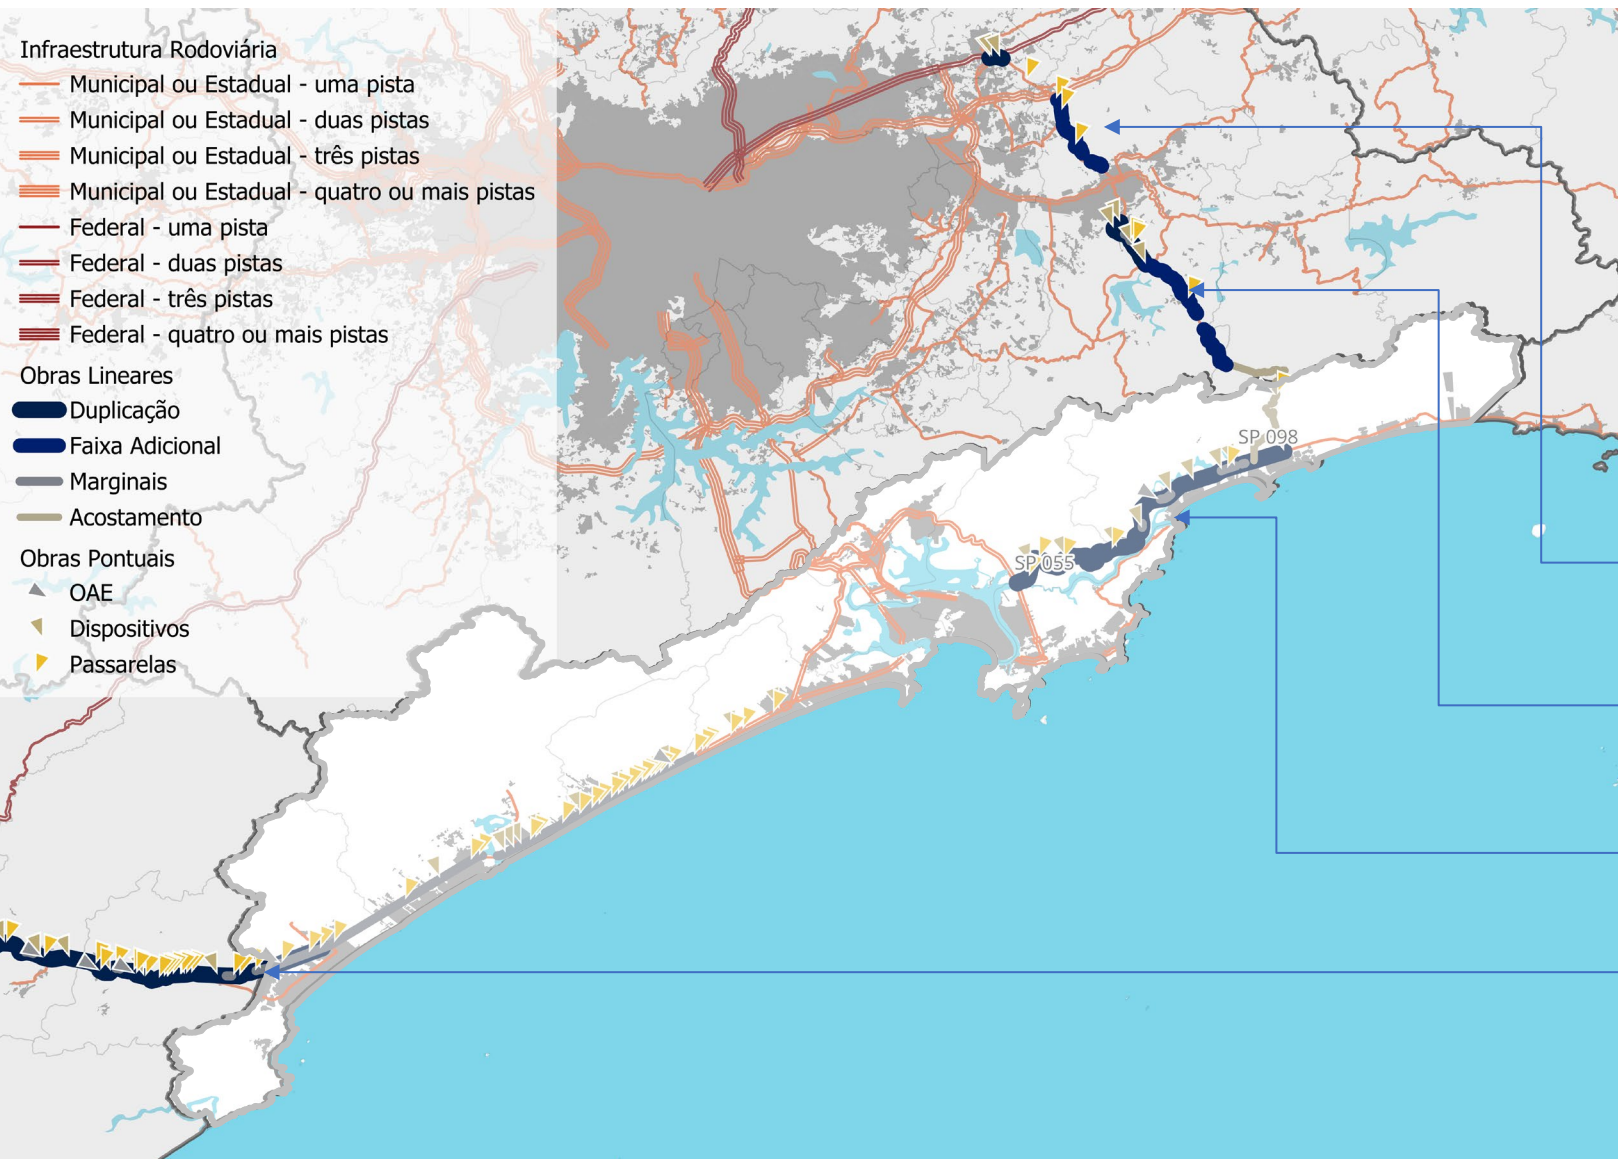 Infraestrutura Rodoviária
Municipal ou Estadual - uma pista
Municipal ou Estadual - duas pistas
Municipal ou Estadual - três pistas
Municipal ou Estadual - quatro ou mais pistas
Federal - uma pista
Federal - duas pistas
Federal - três pistas
Federal - quatro ou mais pistas
Obras Lineares
Duplicação
Faixa Adicional
Marginais
Acostamento
Obras Pontuais
OAE
Dispositivos
Passarelas
SP 098
SP 055